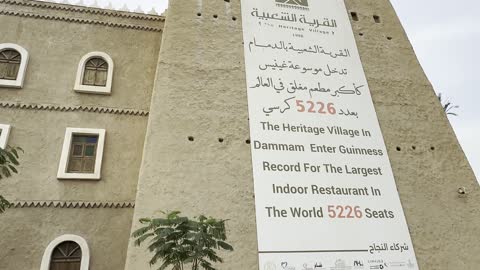 القرية الشعبية
The Heritage Village
القرية الشعبية بالدمام
تدخل موسوعة غينيس
كأكبر مطعم مغلق في العالم
بعدد 5226 كرسي
The Heritage Village In
Dammam Enter Guinness
Record For The Largest
Indoor Restaurant In
The World 5226 Seats
شركاء النجاح